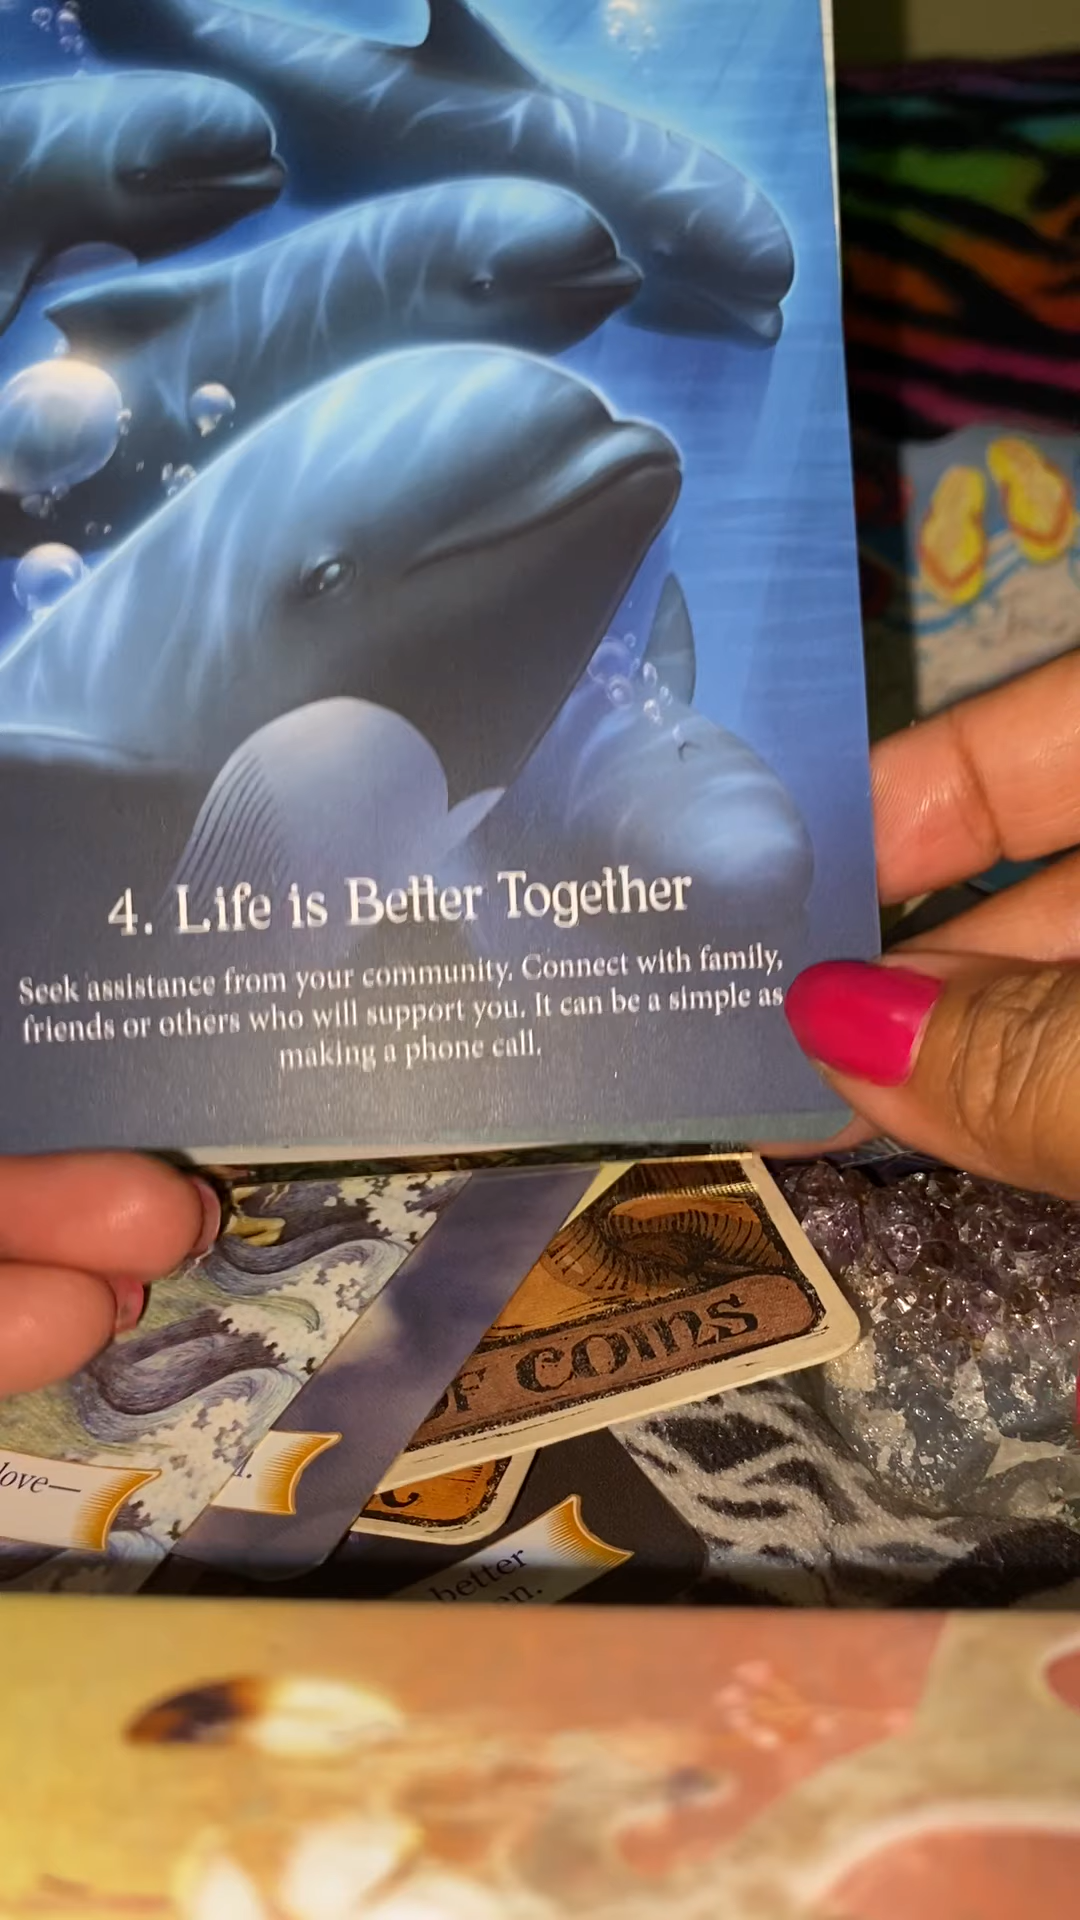 4. Life is Better Together
Seek assistance from your community. Connect with family,
friends or others who will support you. It can be a simple as
making a phone call.
OF COINS
love—
better